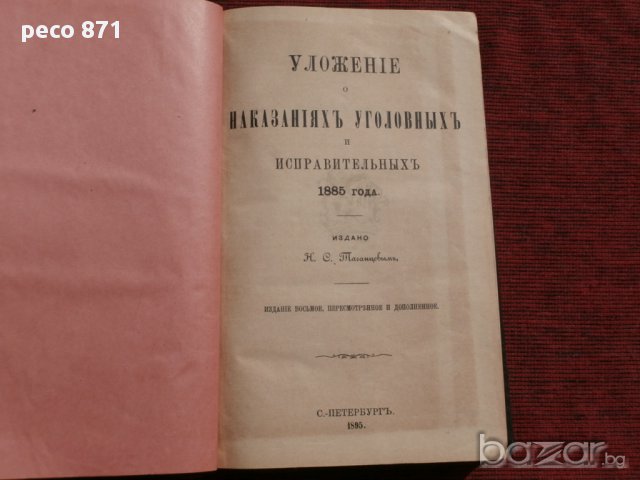 peco 871
УЛОЖЕНІЕ
О
НАКАЗАНІЯХЪ УГОЛОВНЫХЪ
И
ИСПРАВИТЕЛЬНЫХЪ
1885 ГОДА.
ИЗДАНО
Н. С. Таганцевымъ.
ИЗДАНІЕ ВОСЬМОЕ, ПЕРЕСМОТРѢННОЕ И ДОПОЛНЕННОЕ.
С.-ПЕТЕРБУРГЪ.
1895.
bazar.bg